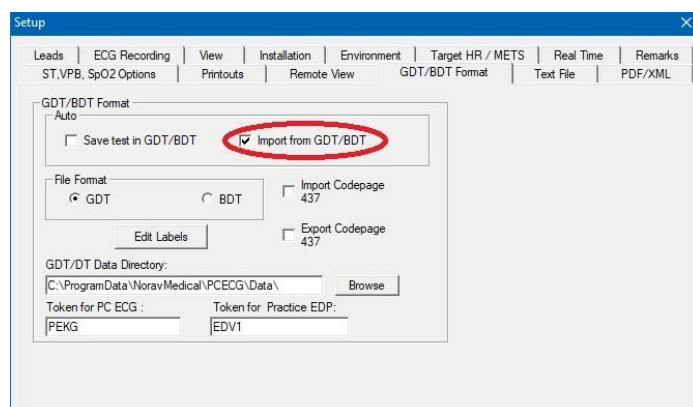 Setup
Leads ECG Recording View Installation Environment Target HR / METS Real Time Remarks
ST,VPB, SpO2 Options Printouts Remote View GDT/BDT Format Text File PDF/XML
GDT/BDT Format
Auto
Save test in GDT/BDT Import from GDT/BDT
File Format
GDT BDT
Import Codepage
437
Edit Labels
Export Codepage
437
GDT/DT Data Directory:
C:\ProgramData\NoravMedical\PCECG\Data\ Browse
Token for PC ECG : Token for Practice EDP:
PEKG EDV1